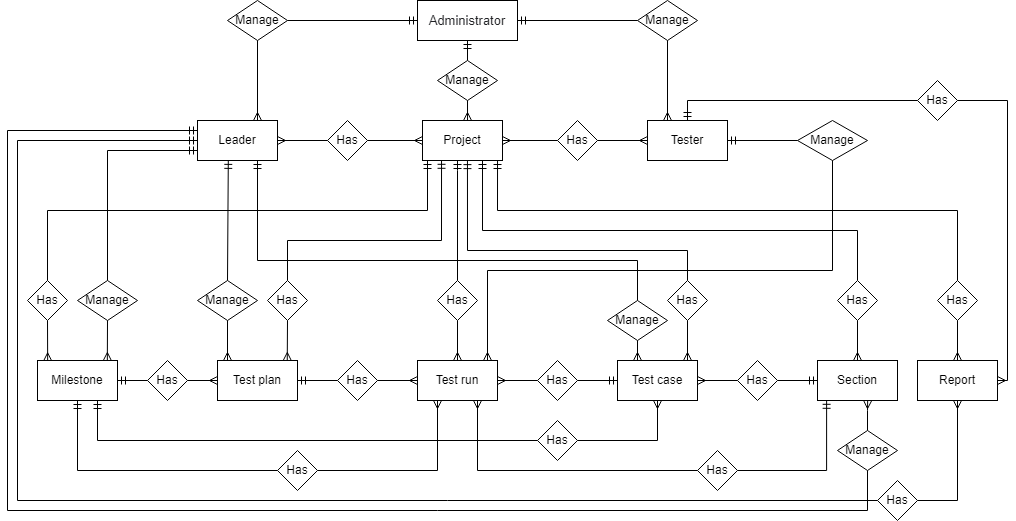 Manage
Administrator
Manage
Manage
Has
Leader
Has
Project
Has
Tester
Manage
Has
Manage
Manage
Has
Has
Manage
Has
Has
Has
Milestone
Has
Test plan
Has
Test run
Has
Test case
Has
Section
Report
Has
Manage
Has
Has
Has